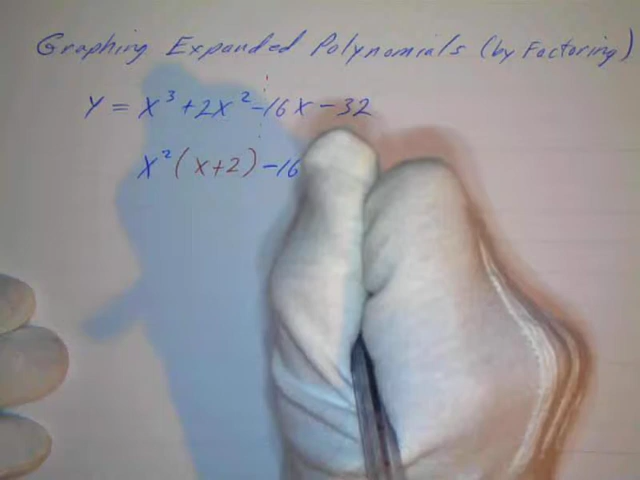 Graphing Expanded Polynomials (by Factoring)
Y = x³ + 2x² - 16x - 32
x² (x+2) - 16